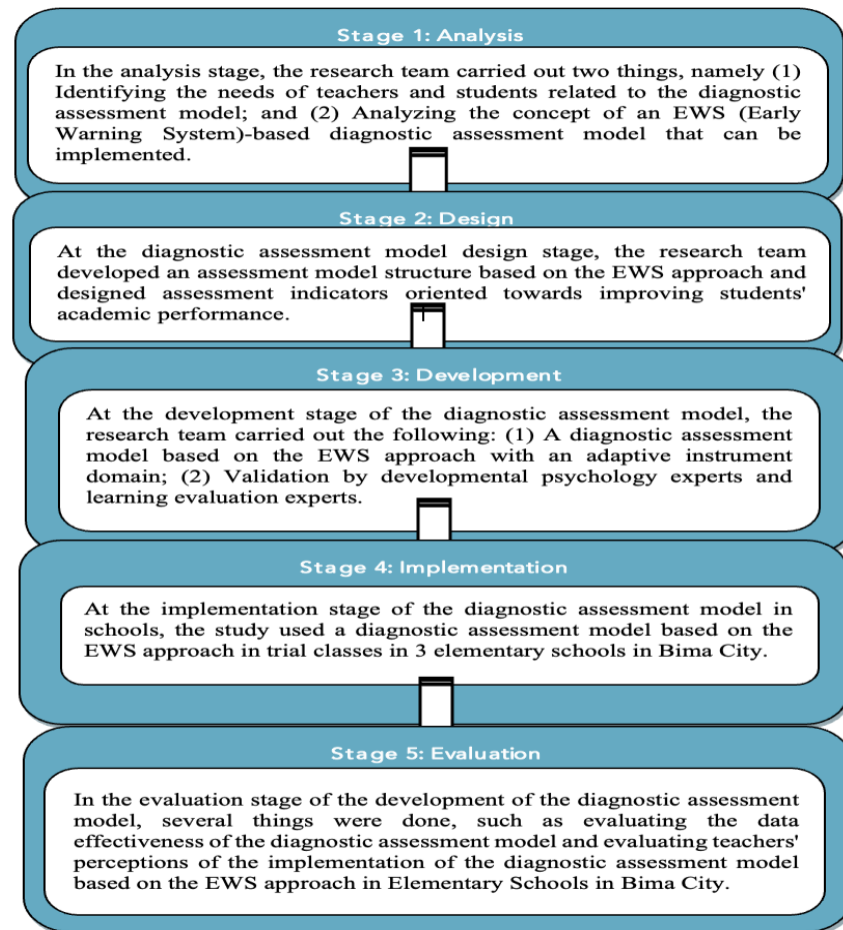 Stage 1: Analysis
In the analysis stage, the research team carried out two things, namely (1)
Identifying the needs of teachers and students related to the diagnostic
assessment model; and (2) Analyzing the concept of an EWS (Early
Warning System)-based diagnostic assessment model that can be
implemented.
Stage 2: Design
At the diagnostic assessment model design stage, the research team
developed an assessment model structure based on the EWS approach and
designed assessment indicators oriented towards improving students'
academic performance.
Stage 3: Development
At the development stage of the diagnostic assessment model, the
research team carried out the following: (1) A diagnostic assessment
model based on the EWS approach with an adaptive instrument
domain; (2) Validation by developmental psychology experts and
learning evaluation experts.
Stage 4: Implementation
At the implementation stage of the diagnostic assessment model in
schools, the study used a diagnostic assessment model based on the
EWS approach in trial classes in 3 elementary schools in Bima City.
Stage 5: Evaluation
In the evaluation stage of the development of the diagnostic assessment
model, several things were done, such as evaluating the data
effectiveness of the diagnostic assessment model and evaluating teachers'
perceptions of the implementation of the diagnostic assessment model
based on the EWS approach in Elementary Schools in Bima City.